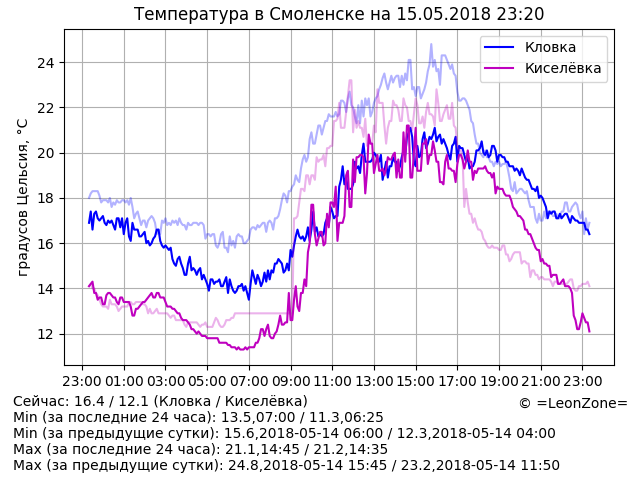 Температура в Смоленске на 15.05.2018 23:20
Кловка
Киселёвка
градусов Цельсия, °C
24
22
20
18
16
14
12
23:00 01:00 03:00 05:00 07:00 09:00 11:00 13:00 15:00 17:00 19:00 21:00 23:00
Сейчас: 16.4 / 12.1 (Кловка / Киселёвка)
© =LeonZone=
Min (за последние 24 часа): 13.5,07:00 / 11.3,06:25
Min (за предыдущие сутки): 15.6,2018-05-14 06:00 / 12.3,2018-05-14 04:00
Max (за последние 24 часа): 21.1,14:45 / 21.2,14:35
Max (за предыдущие сутки): 24.8,2018-05-14 15:45 / 23.2,2018-05-14 11:50